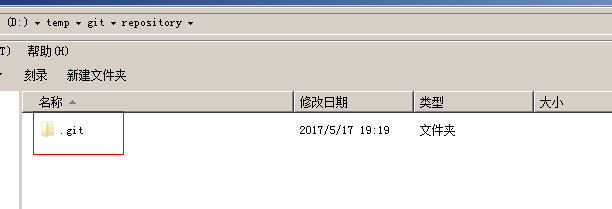 (D:) ▾ temp ▾ git ▾ repository ▾
T) 帮助(H)
刻录 新建文件夹
名称 修改日期 类型 大小
.git 2017/5/17 19:19 文件夹